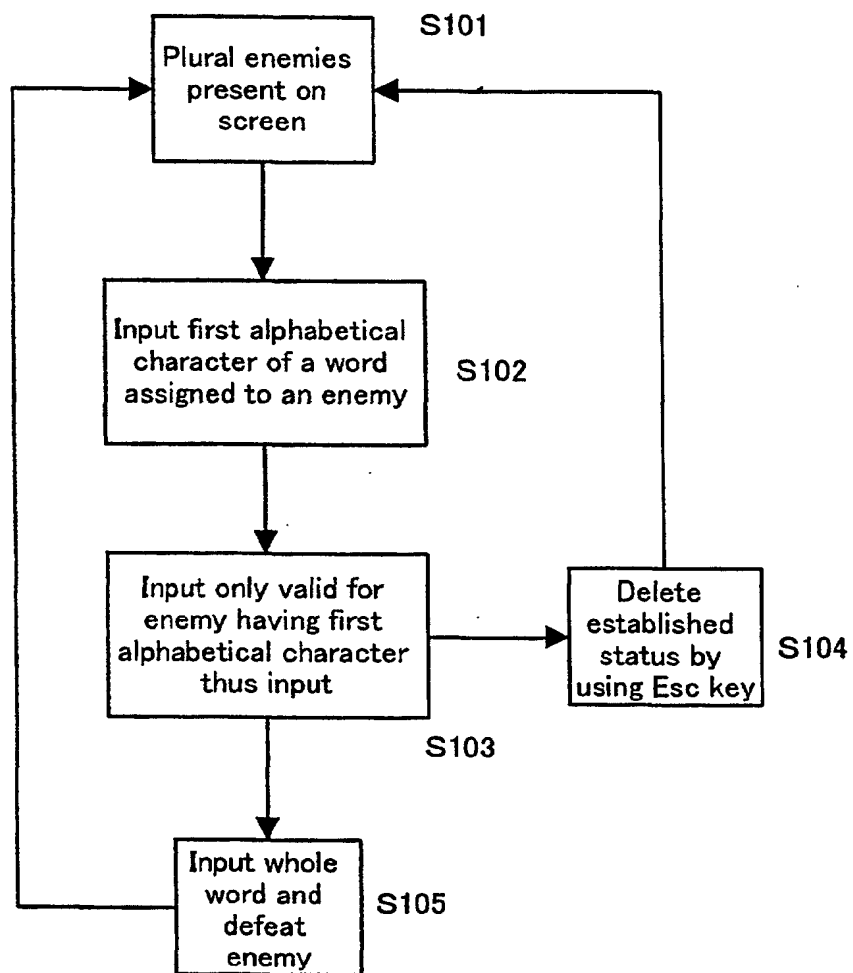 S101
Plural enemies
present on
screen
Input first alphabetical
character of a word
assigned to an enemy
S102
Input only valid for
enemy having first
alphabetical character
thus input
S103
Delete
established
status by
using Esc key
S104
Input whole
word and
defeat
enemy
S105